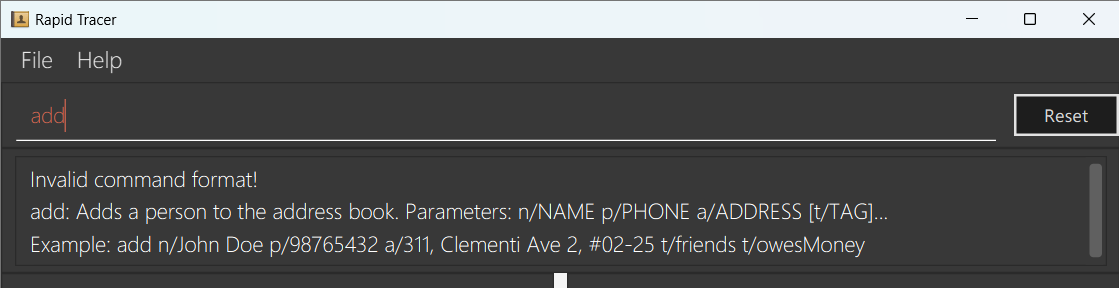 Rapid Tracer
File Help
add
Reset
Invalid command format!
add: Adds a person to the address book. Parameters: n/NAME p/PHONE a/ADDRESS [t/TAG]...
Example: add n/John Doe p/98765432 a/311, Clementi Ave 2, #02-25 t/friends t/owesMoney